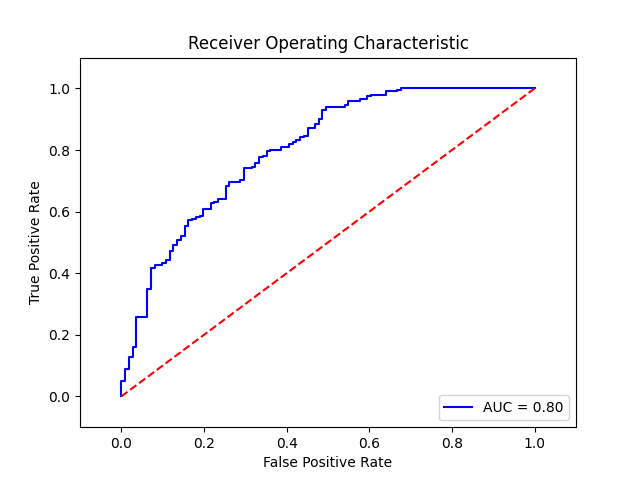 Receiver Operating Characteristic
True Positive Rate
1.0
0.8
0.6
0.4
0.2
0.0
AUC = 0.80
0.0 0.2 0.4 0.6 0.8 1.0
False Positive Rate